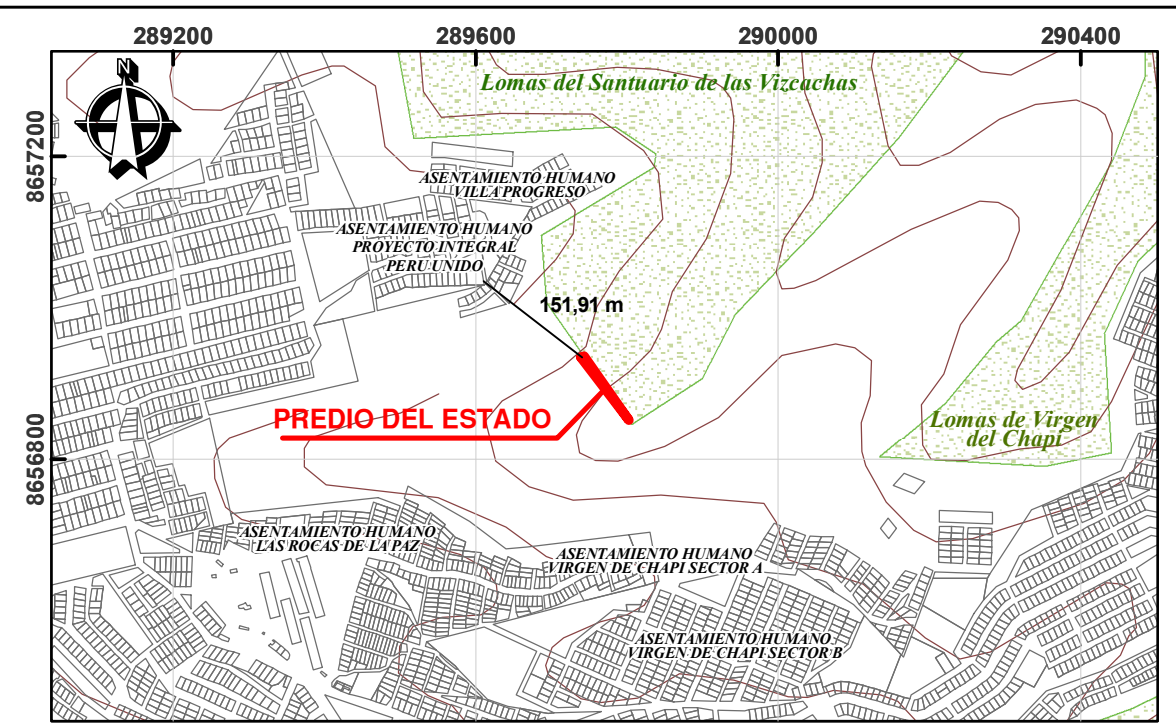 289200
289600
290000
290400
N
Lomas del Santuario de las Vizcachas
8657200
ASENTAMIENTO HUMANO
VILLA PROGRESO
ASENTAMIENTO HUMANO
PROYECTO INTEGRAL
PERU UNIDO
151,91 m
PREDIO DEL ESTADO
Lomas de Virgen
del Chapi
8656800
ASENTAMIENTO HUMANO
LAS ROCAS DE LA PAZ
ASENTAMIENTO HUMANO
VIRGEN DE CHAPI SECTOR A
ASENTAMIENTO HUMANO
VIRGEN DE CHAPI SECTOR B